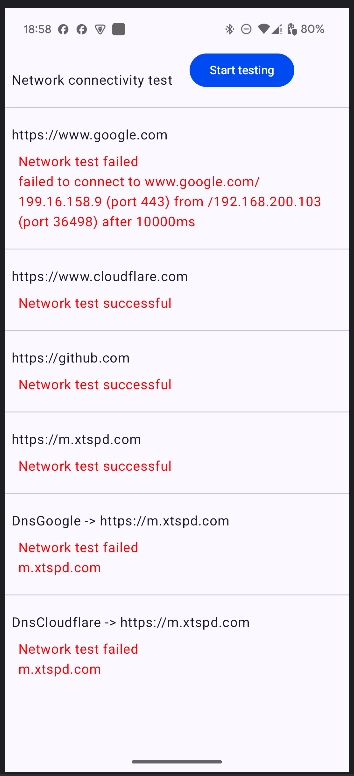 18:58
80%
Network connectivity test
Start testing
https://www.google.com
Network test failed
failed to connect to www.google.com/
199.16.158.9 (port 443) from /192.168.200.103
(port 36498) after 10000ms
https://www.cloudflare.com
Network test successful
https://github.com
Network test successful
https://m.xtspd.com
Network test successful
DnsGoogle -> https://m.xtspd.com
Network test failed
m.xtspd.com
DnsCloudflare -> https://m.xtspd.com
Network test failed
m.xtspd.com